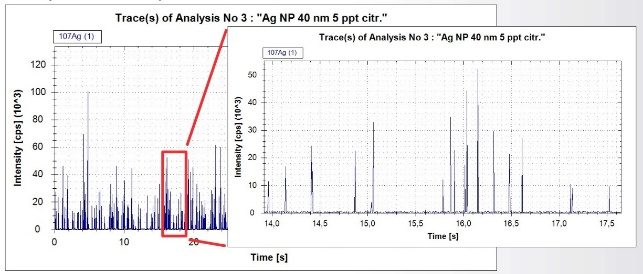 Trace(s) of Analysis No 3 : "Ag NP 40 nm 5 ppt citr."
107Ag (1)
Intensity [cps] (10^3)
120
100
80
60
40
20
0
0 10 20
Time [s]
Trace(s) of Analysis No 3 : "Ag NP 40 nm 5 ppt citr."
107Ag (1)
Intensity [cps] (10^3)
50
40
30
20
10
0
14,0 14,5 15,0 15,5 16,0 16.5 17,0 17,5
Time [s]